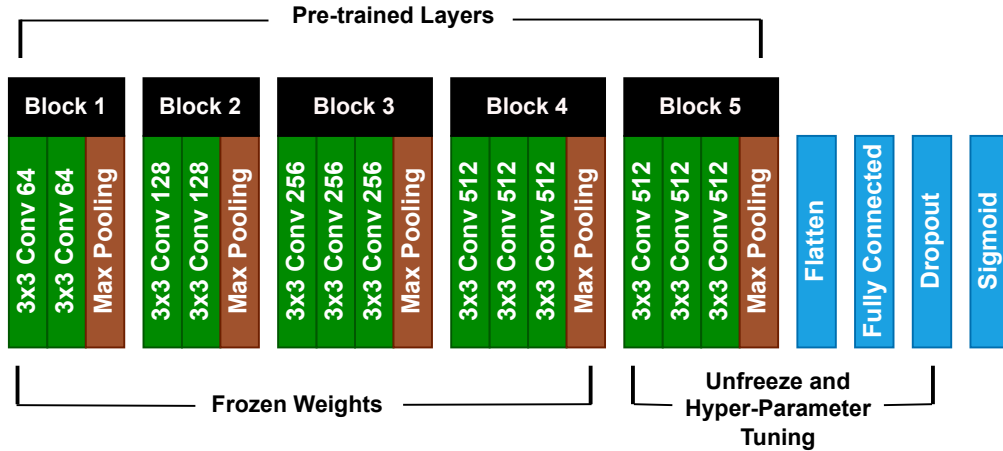 Pre-trained Layers
Block 1
Block 2
Block 3
Block 4
Block 5
3x3 Conv 64
3x3 Conv 64
Max Pooling
3x3 Conv 128
3x3 Conv 128
Max Pooling
3x3 Conv 256
3x3 Conv 256
3x3 Conv 256
Max Pooling
3x3 Conv 512
3x3 Conv 512
3x3 Conv 512
Max Pooling
3x3 Conv 512
3x3 Conv 512
3x3 Conv 512
Max Pooling
Flatten
Fully Connected
Dropout
Sigmoid
Frozen Weights
Unfreeze and
Hyper-Parameter
Tuning